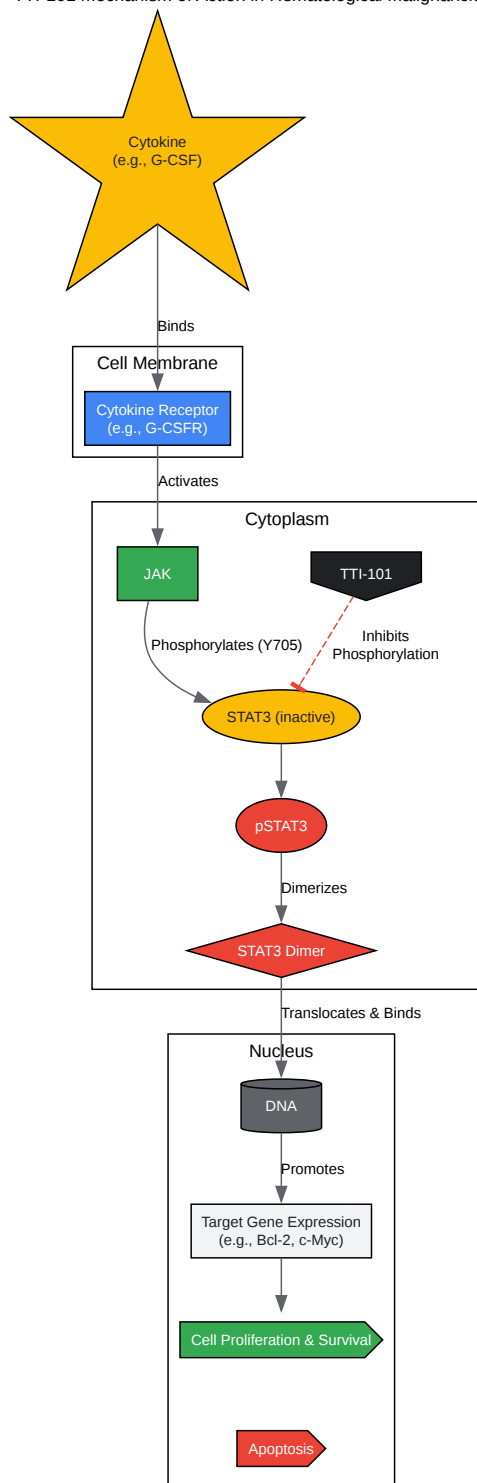 Cytokine
(e.g., G-CSF)
Binds
Cell Membrane
Cytokine Receptor
(e.g., G-CSFR)
Activates
Cytoplasm
JAK
TTI-101
Phosphorylates (Y705)
Inhibits
Phosphorylation
STAT3 (inactive)
pSTAT3
Dimerizes
STAT3 Dimer
Translocates & Binds
Nucleus
DNA
Promotes
Target Gene Expression
(e.g., Bcl-2, c-Myc)
Cell Proliferation & Survival
Apoptosis